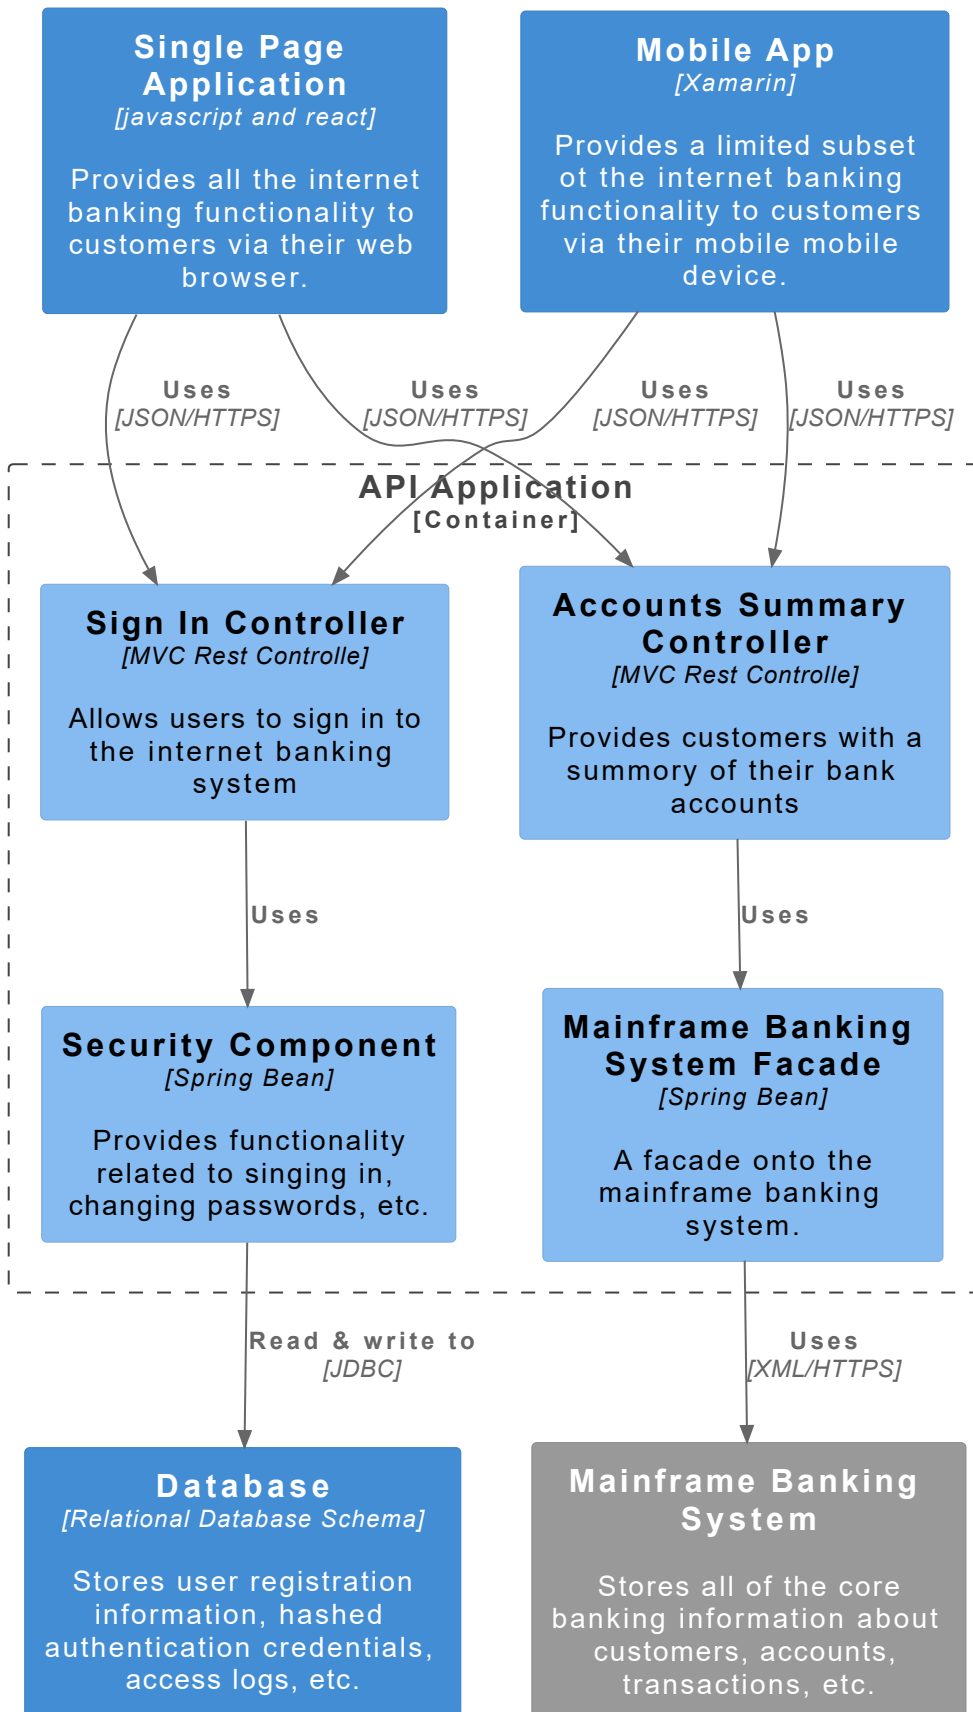 Single Page
Application
[javascript and react]
Provides all the internet
banking functionality to
customers via their web
browser.
Mobile App
[Xamarin]
Provides a limited subset
ot the internet banking
functionality to customers
via their mobile mobile
device.
Uses
[JSON/HTTPS]
Uses
[JSON/HTTPS]
Uses
[JSON/HTTPS]
Uses
[JSON/HTTPS]
API Application
[Container]
Sign In Controller
[MVC Rest Controlle]
Allows users to sign in to
the internet banking
system
Accounts Summary
Controller
[MVC Rest Controlle]
Provides customers with a
summory of their bank
accounts
Uses
Uses
Security Component
[Spring Bean]
Provides functionality
related to singing in,
changing passwords, etc.
Mainframe Banking
System Facade
[Spring Bean]
A facade onto the
mainframe banking
system.
Read & write to
[JDBC]
Uses
[XML/HTTPS]
Database
[Relational Database Schema]
Stores user registration
information, hashed
authentication credentials,
access logs, etc.
Mainframe Banking
System
Stores all of the core
banking information about
customers, accounts,
transactions, etc.